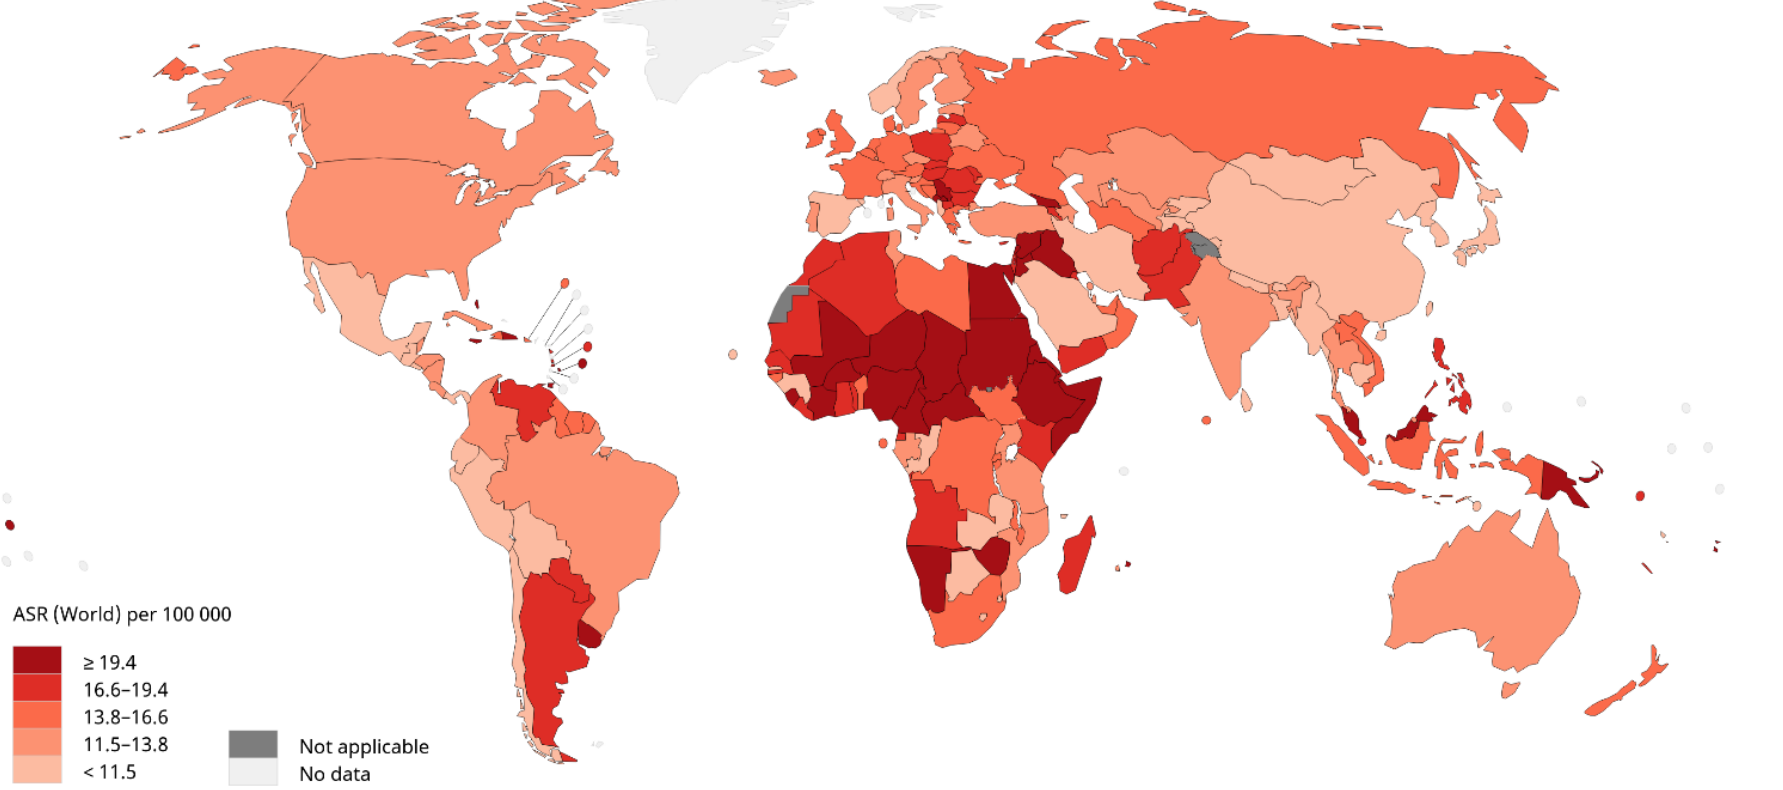 ASR (World) per 100 000
≥ 19.4
16.6–19.4
13.8–16.6
11.5–13.8
< 11.5
Not applicable
No data